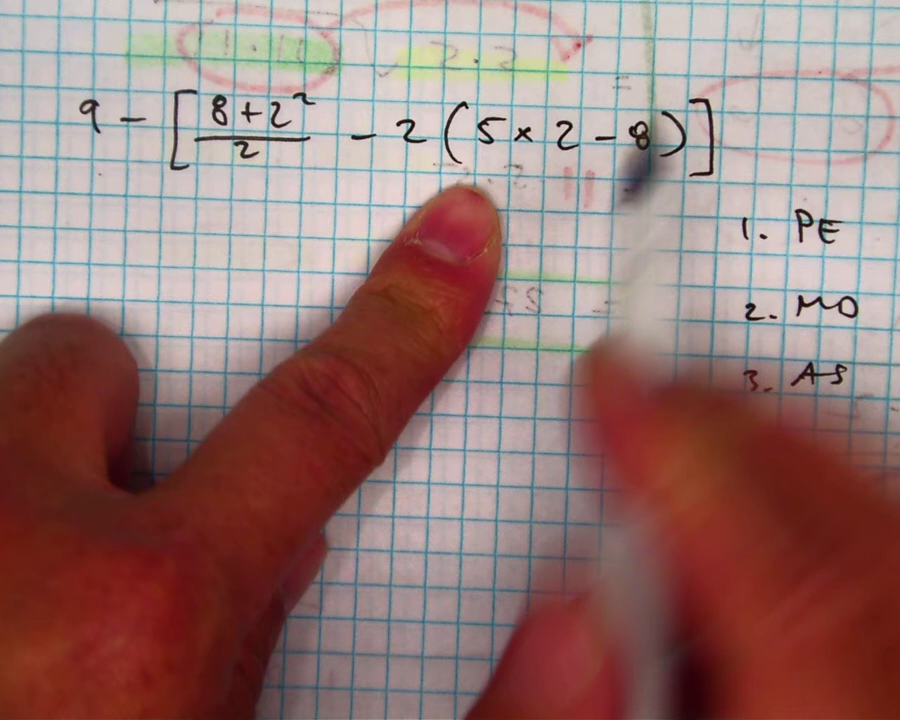 9 - [ (8 + 2²)/2 - 2 ( 5 × 2 - 8 ) ]
1. PE
2. MD
3. AS